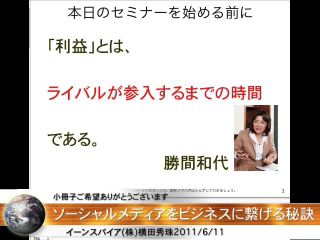 本日のセミナーを始める前に
「利益」とは、
ライバルが参入するまでの時間
である。
勝間和代
1
小冊子ご希望ありがとうございます
ソーシャルメディアをビジネスに繋げる秘訣
イーンスパイア(株)横田秀珠2011/6/11